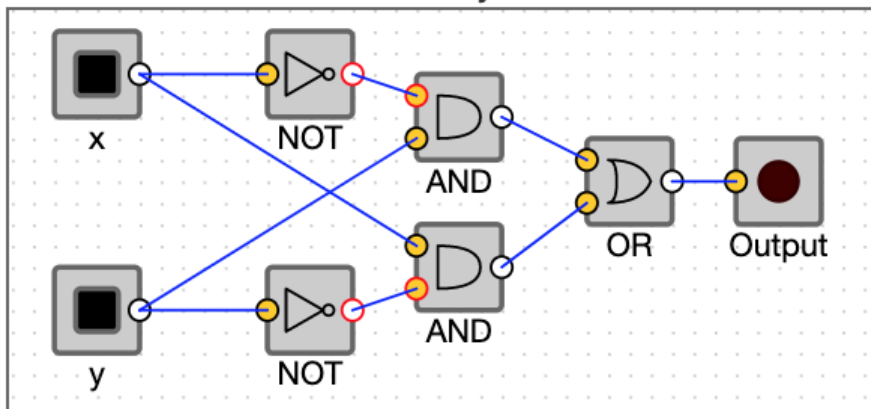 x
NOT
AND
OR
Output
AND
y
NOT